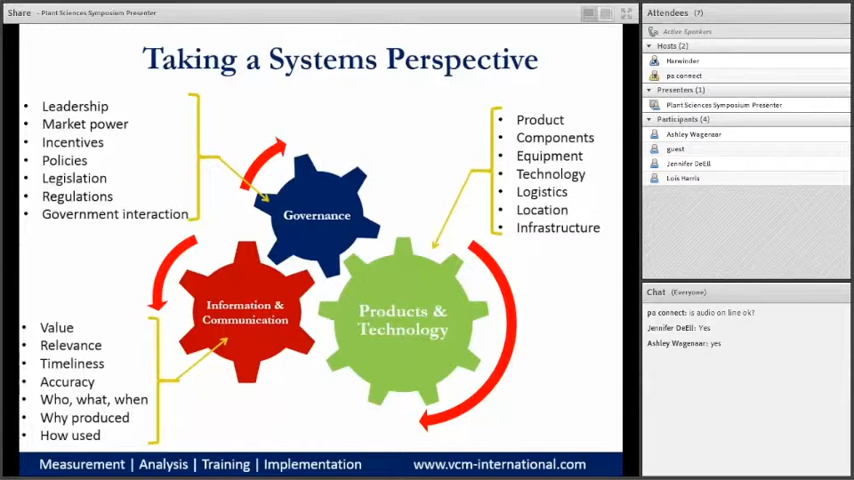 Share - Plant Sciences Symposium Presenter
Taking a Systems Perspective
• Leadership
• Market power
• Incentives
• Policies
• Legislation
• Regulations
• Government interaction
• Product
• Components
• Equipment
• Technology
• Logistics
• Location
• Infrastructure
Governance
Information &
Communication
Products &
Technology
• Value
• Relevance
• Timeliness
• Accuracy
• Who, what, when
• Why produced
• How used
Measurement | Analysis | Training | Implementation
www.vcm-international.com
Attendees (7)
Active Speakers
Hosts (2)
Harwinder
pa connect
Presenters (1)
Plant Sciences Symposium Presenter
Participants (4)
Ashley Wagenaar
guest
Jennifer DeEll
Lois Harris
Chat (Everyone)
pa connect: is audio on line ok?
Jennifer DeEll: Yes
Ashley Wagenaar: yes